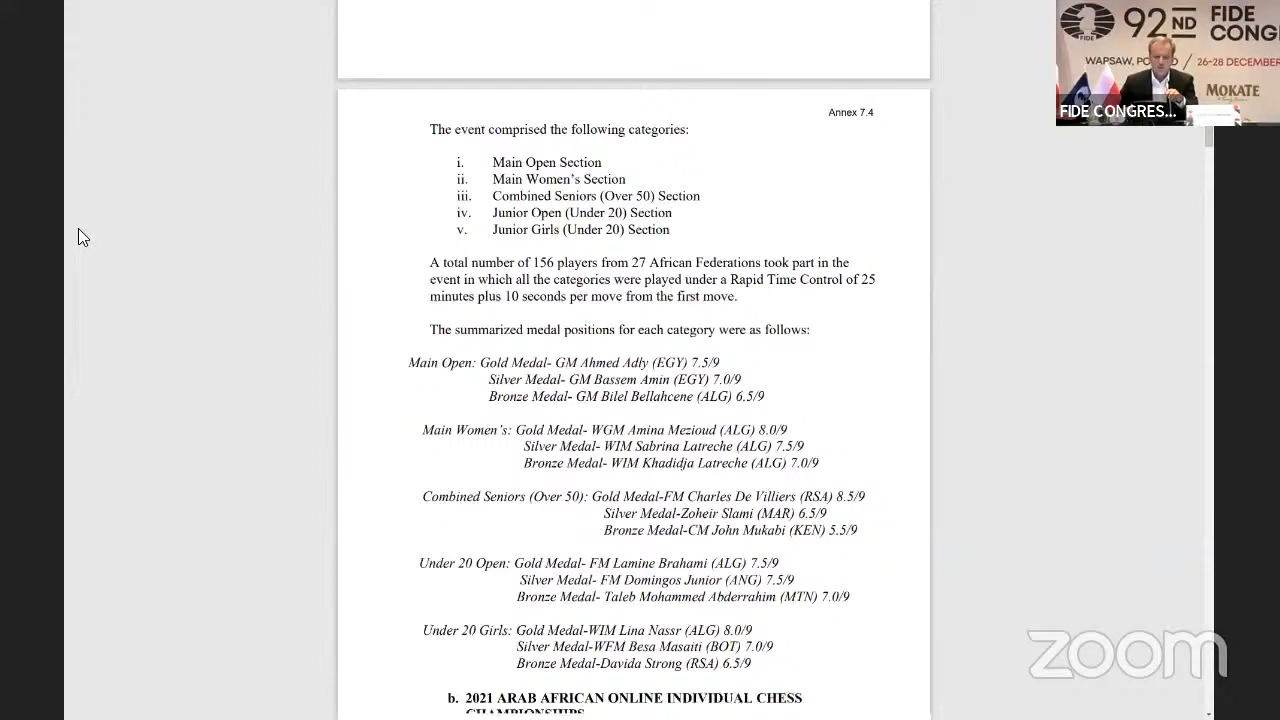 Annex 7.4
The event comprised the following categories:
i. Main Open Section
ii. Main Women's Section
iii. Combined Seniors (Over 50) Section
iv. Junior Open (Under 20) Section
v. Junior Girls (Under 20) Section
A total number of 156 players from 27 African Federations took part in the
event in which all the categories were played under a Rapid Time Control of 25
minutes plus 10 seconds per move from the first move.
The summarized medal positions for each category were as follows:
Main Open: Gold Medal- GM Ahmed Adly (EGY) 7.5/9
Silver Medal- GM Bassem Amin (EGY) 7.0/9
Bronze Medal- GM Bilel Bellahcene (ALG) 6.5/9
Main Women's: Gold Medal- WGM Amina Mezioud (ALG) 8.0/9
Silver Medal- WIM Sabrina Latreche (ALG) 7.5/9
Bronze Medal- WIM Khadidja Latreche (ALG) 7.0/9
Combined Seniors (Over 50): Gold Medal-FM Charles De Villiers (RSA) 8.5/9
Silver Medal-Zoheir Slami (MAR) 6.5/9
Bronze Medal-CM John Mukabi (KEN) 5.5/9
Under 20 Open: Gold Medal- FM Lamine Brahami (ALG) 7.5/9
Silver Medal- FM Domingos Junior (ANG) 7.5/9
Bronze Medal- Taleb Mohammed Abderrahim (MTN) 7.0/9
Under 20 Girls: Gold Medal-WIM Lina Nassr (ALG) 8.0/9
Silver Medal-WFM Besa Masaiti (BOT) 7.0/9
Bronze Medal-Davida Strong (RSA) 6.5/9
b. 2021 ARAB AFRICAN ONLINE INDIVIDUAL CHESS
CHAMPIONSHIPS
FIDE
92ND
FIDE
CONG
26-28 DECEMBER
MOKATE
FIDE CONGRES...
zoom